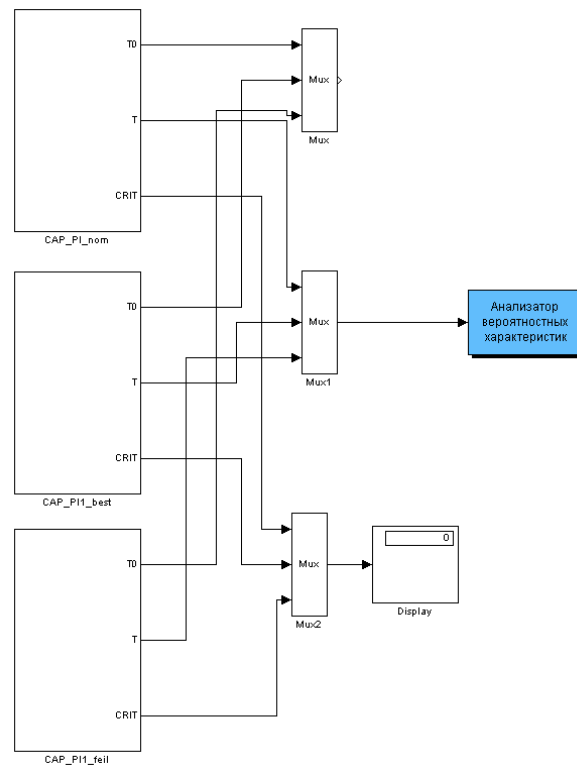 T0
Mux
Mux
T
CRIT
CAP_PI_nom
T0
Анализатор
вероятностных
характеристик
Mux
T
Mux1
CRIT
CAP_PI1_best
0
T0
Mux
Display
Mux2
T
CRIT
CAP_PI1_feil